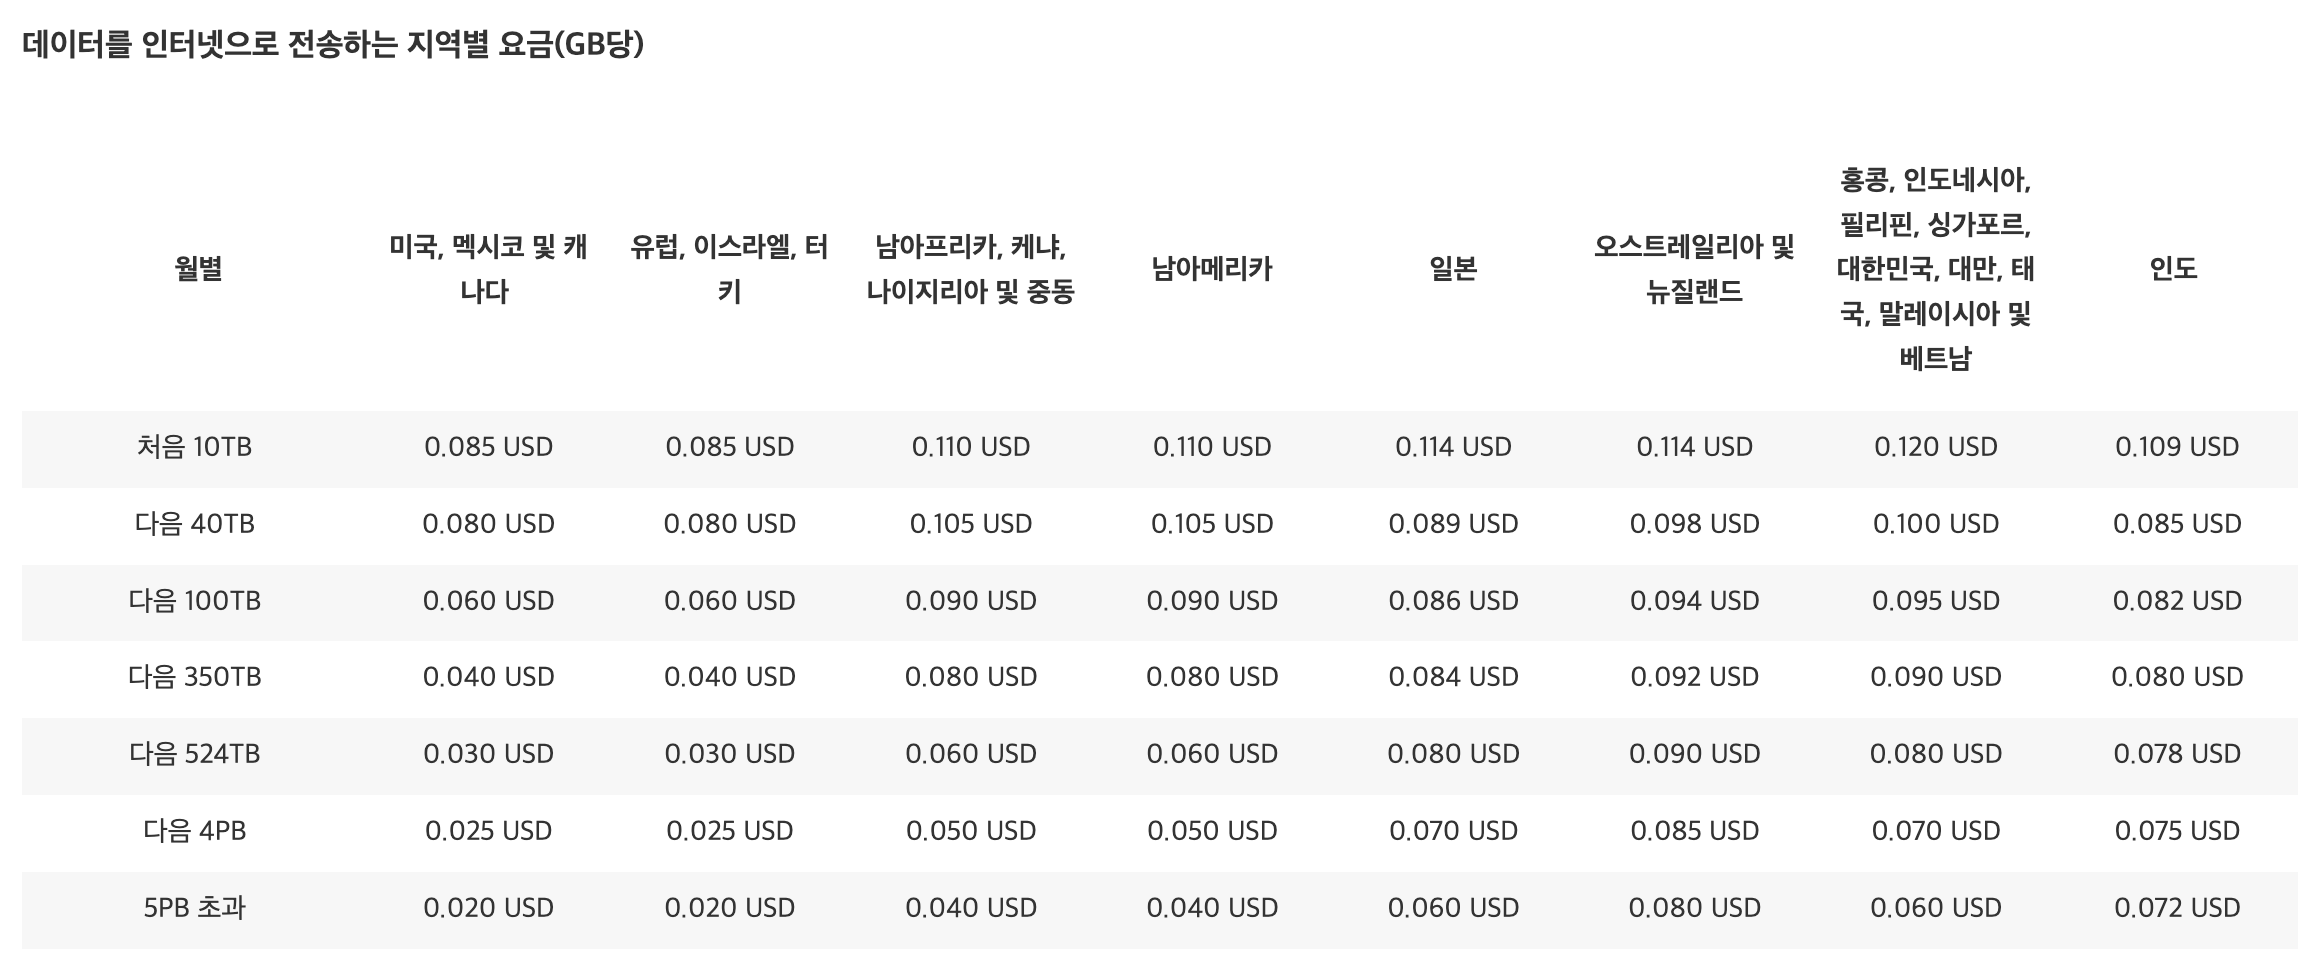 데이터를 인터넷으로 전송하는 지역별 요금(GB당)
월별
미국, 멕시코 및 캐
나다
유럽, 이스라엘, 터
키
남아프리카, 케냐,
나이지리아 및 중동
남아메리카
일본
오스트레일리아 및
뉴질랜드
홍콩, 인도네시아,
필리핀, 싱가포르,
대한민국, 대만, 태
국, 말레이시아 및
베트남
인도
처음 10TB 0.085 USD 0.085 USD 0.110 USD 0.110 USD 0.114 USD 0.114 USD 0.120 USD 0.109 USD
다음 40TB 0.080 USD 0.080 USD 0.105 USD 0.105 USD 0.089 USD 0.098 USD 0.100 USD 0.085 USD
다음 100TB 0.060 USD 0.060 USD 0.090 USD 0.090 USD 0.086 USD 0.094 USD 0.095 USD 0.082 USD
다음 350TB 0.040 USD 0.040 USD 0.080 USD 0.080 USD 0.084 USD 0.092 USD 0.090 USD 0.080 USD
다음 524TB 0.030 USD 0.030 USD 0.060 USD 0.060 USD 0.080 USD 0.090 USD 0.080 USD 0.078 USD
다음 4PB 0.025 USD 0.025 USD 0.050 USD 0.050 USD 0.070 USD 0.085 USD 0.070 USD 0.075 USD
5PB 초과 0.020 USD 0.020 USD 0.040 USD 0.040 USD 0.060 USD 0.080 USD 0.060 USD 0.072 USD